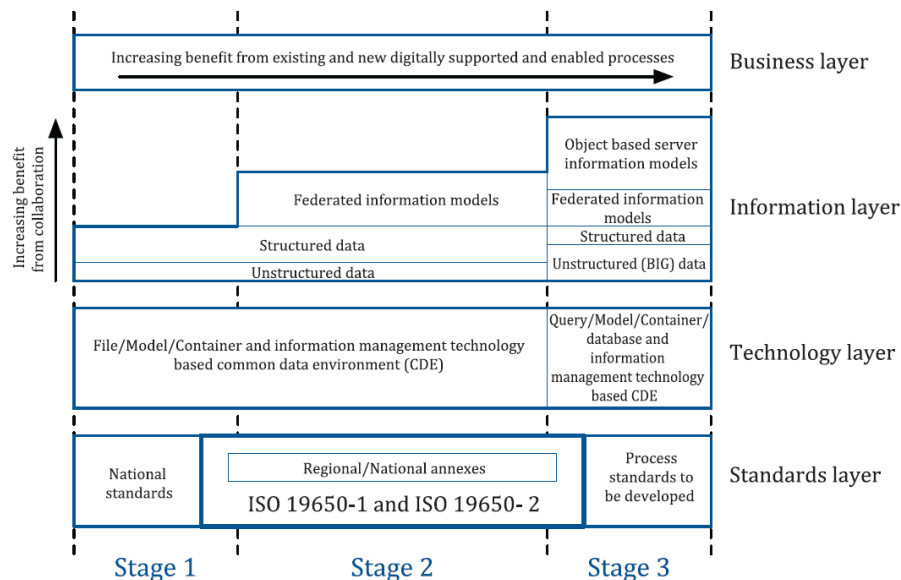 Increasing benefit from existing and new digitally supported and enabled processes
Business layer
Increasing benefit
from collaboration
Object based server
information models
Federated information models
Federated information
models
Information layer
Structured data
Structured data
Unstructured data
Unstructured (BIG) data
File/Model/Container and information management technology
based common data environment (CDE)
Query/Model/Container/
database and
information
management technology
based CDE
Technology layer
National
standards
Regional/National annexes
ISO 19650-1 and ISO 19650- 2
Process
standards to
be developed
Standards layer
Stage 1
Stage 2
Stage 3